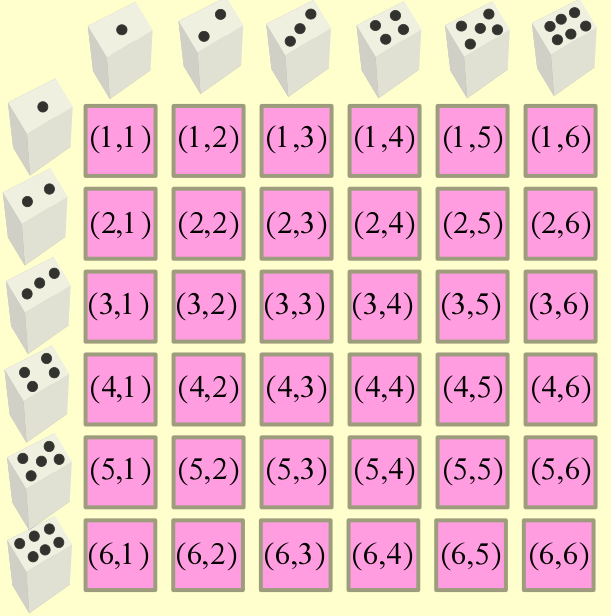 (1,1) (1,2) (1,3) (1,4) (1,5) (1,6)
(2,1) (2,2) (2,3) (2,4) (2,5) (2,6)
(3,1) (3,2) (3,3) (3,4) (3,5) (3,6)
(4,1) (4,2) (4,3) (4,4) (4,5) (4,6)
(5,1) (5,2) (5,3) (5,4) (5,5) (5,6)
(6,1) (6,2) (6,3) (6,4) (6,5) (6,6)